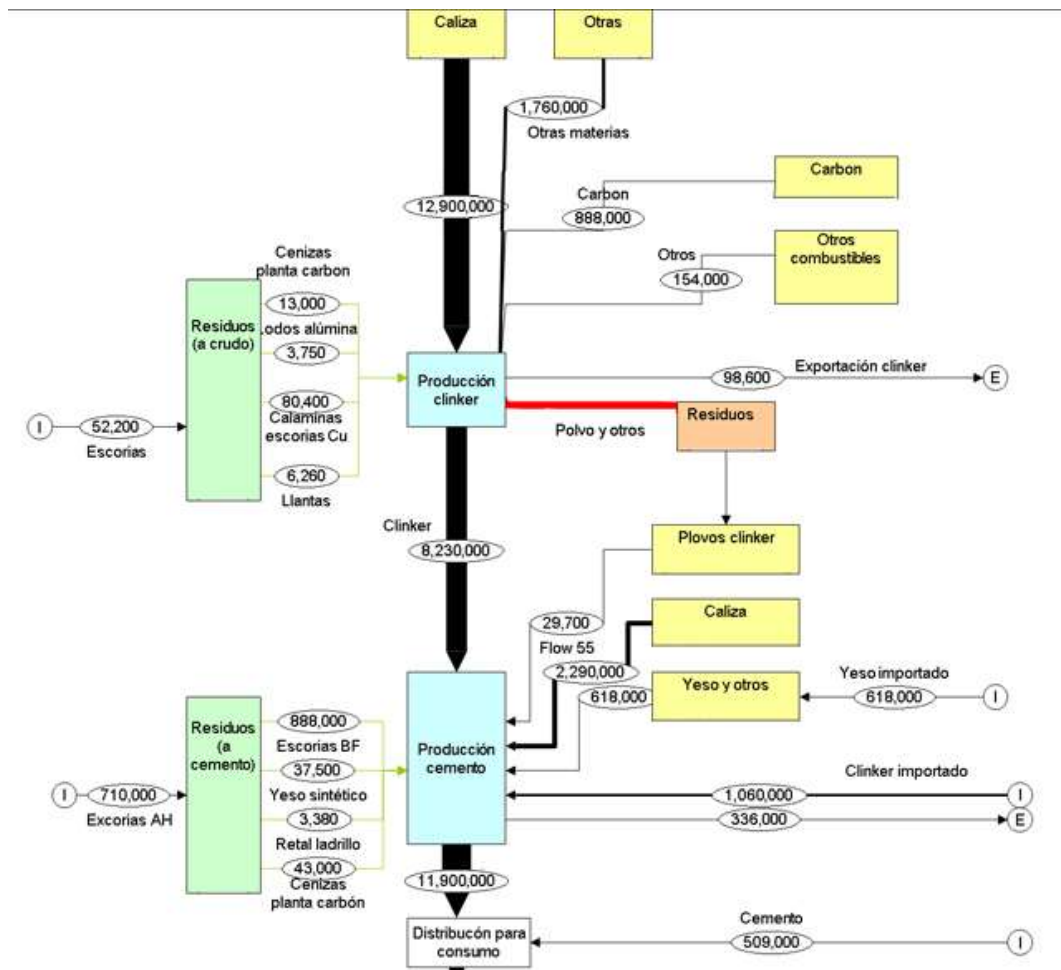 Caliza
Otras
1,760,000
Otras materías
Carbon
Carbon
888,000
12,900,000
Otros
combustibles
Otros
154,000
Cenizas
planta carbon
13,000
Residuos
(a crudo)
.odos alúmina
3,750
Producción
clinker
Exportación clinker
98,600
E
80,400
Calaminas
escorias Cu
Residuos
Polvo y otros
I
52,200
Escorías
6,260
Llantas
Clinker
8,230,000
Plovos clinker
Caliza
29,700
Flow 55
2,290,000
Yeso y otros
618,000
Yeso importado
618,000
I
Residuos
(a
cemento)
888,000
Escorias BF
37,500
Yeso sintético
3,380
Retal ladrillo
43,000
Cenizas
planta carbón
I
710,000
Excorias AH
Producción
cemento
Clinker importado
1,060,000
I
336,000
E
11,900,000
Distribucón para
consumo
Cemento
509,000
I